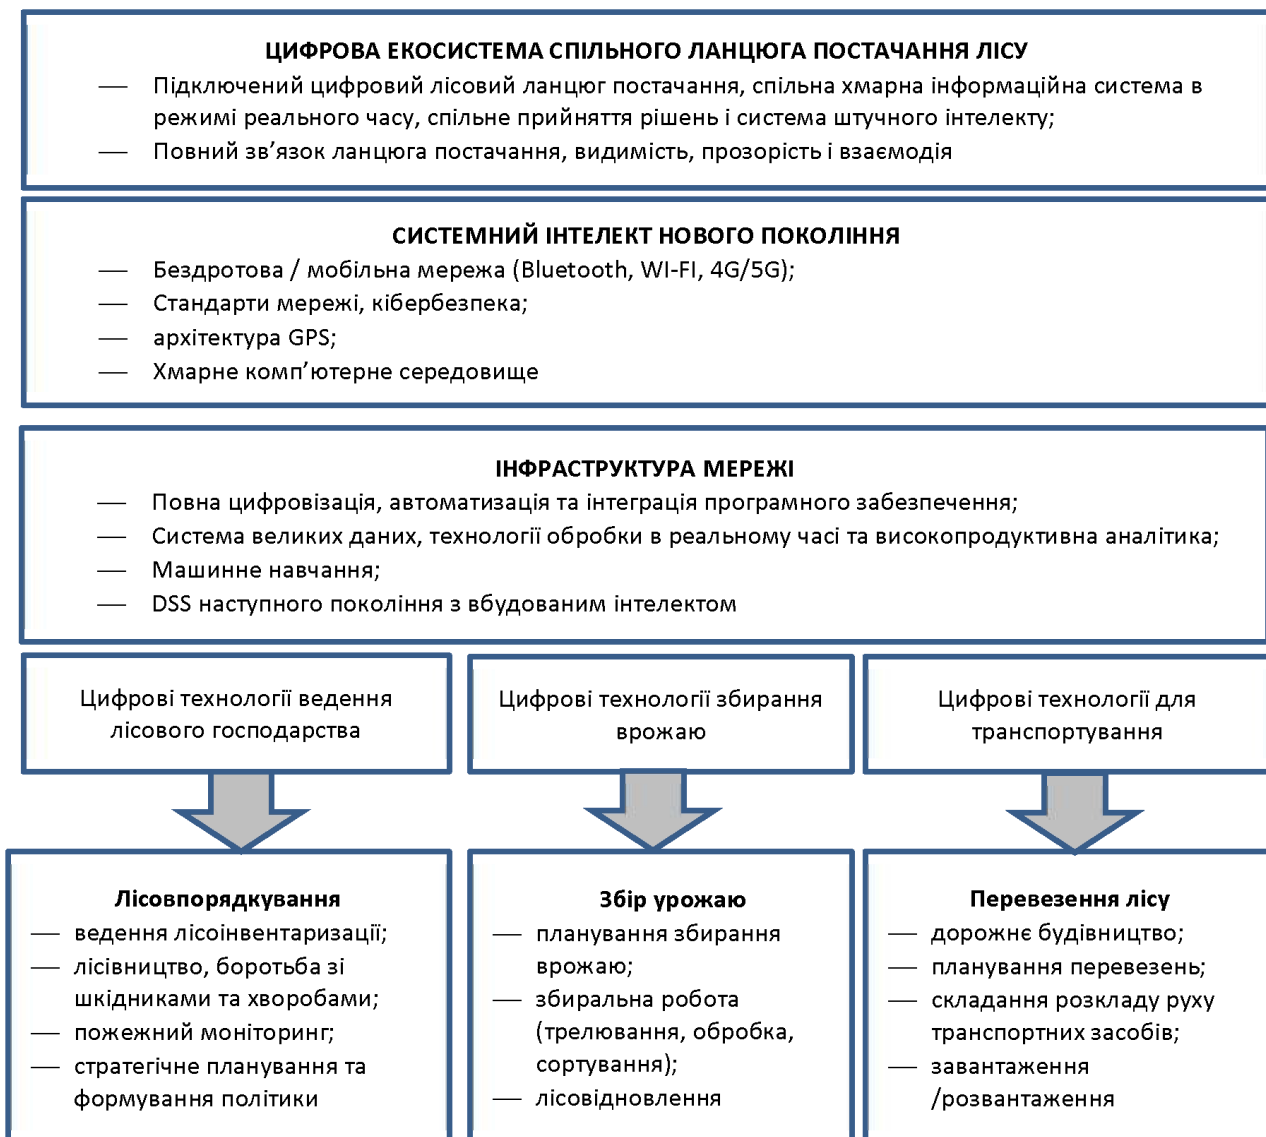 ЦИФРОВА ЕКОСИСТЕМА СПІЛЬНОГО ЛАНЦЮГА ПОСТАЧАННЯ ЛІСУ
— Підключений цифровий лісовий ланцюг постачання, спільна хмарна інформаційна система в
режимі реального часу, спільне прийняття рішень і система штучного інтелекту;
— Повний зв’язок ланцюга постачання, видимість, прозорість і взаємодія
СИСТЕМНИЙ ІНТЕЛЕКТ НОВОГО ПОКОЛІННЯ
— Бездротова / мобільна мережа (Bluetooth, WI-FI, 4G/5G);
— Стандарти мережі, кібербезпека;
— архітектура GPS;
— Хмарне комп’ютерне середовище
ІНФРАСТРУКТУРА МЕРЕЖІ
— Повна цифровізація, автоматизація та інтеграція програмного забезпечення;
— Система великих даних, технології обробки в реальному часі та високопродуктивна аналітика;
— Машинне навчання;
— DSS наступного покоління з вбудованим інтелектом
Цифрові технології ведення
лісового господарства
Цифрові технології збирання
врожаю
Цифрові технології для
транспортування
Лісовпорядкування
— ведення лісоінвентаризації;
— лісівництво, боротьба зі
шкідниками та хворобами;
— пожежний моніторинг;
— стратегічне планування та
формування політики
Збір урожаю
— планування збирання
врожаю;
— збиральна робота
(трелювання, обробка,
сортування);
— лісовідновлення
Перевезення лісу
— дорожнє будівництво;
— планування перевезень;
— складання розкладу руху
транспортних засобів;
— завантаження
/розвантаження